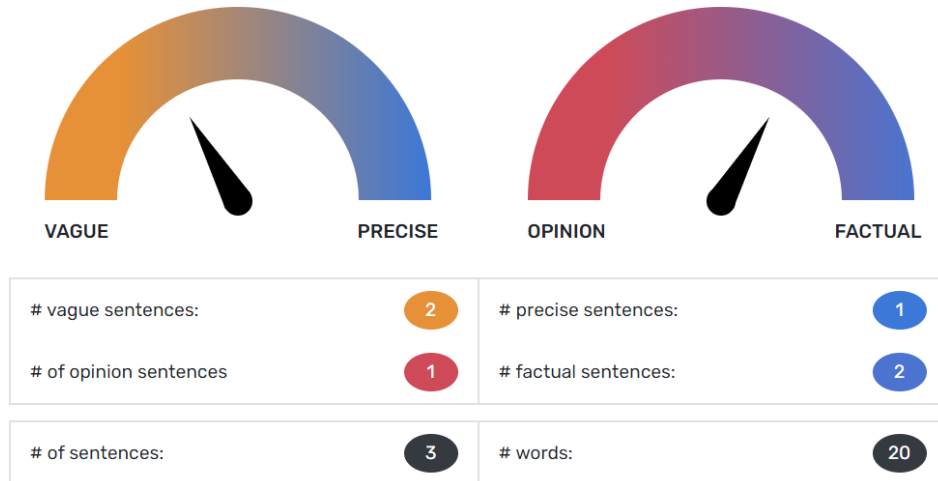 VAGUE PRECISE OPINION FACTUAL
# vague sentences: 2 # precise sentences: 1
# of opinion sentences 1 # factual sentences: 2
# of sentences: 3 # words: 20